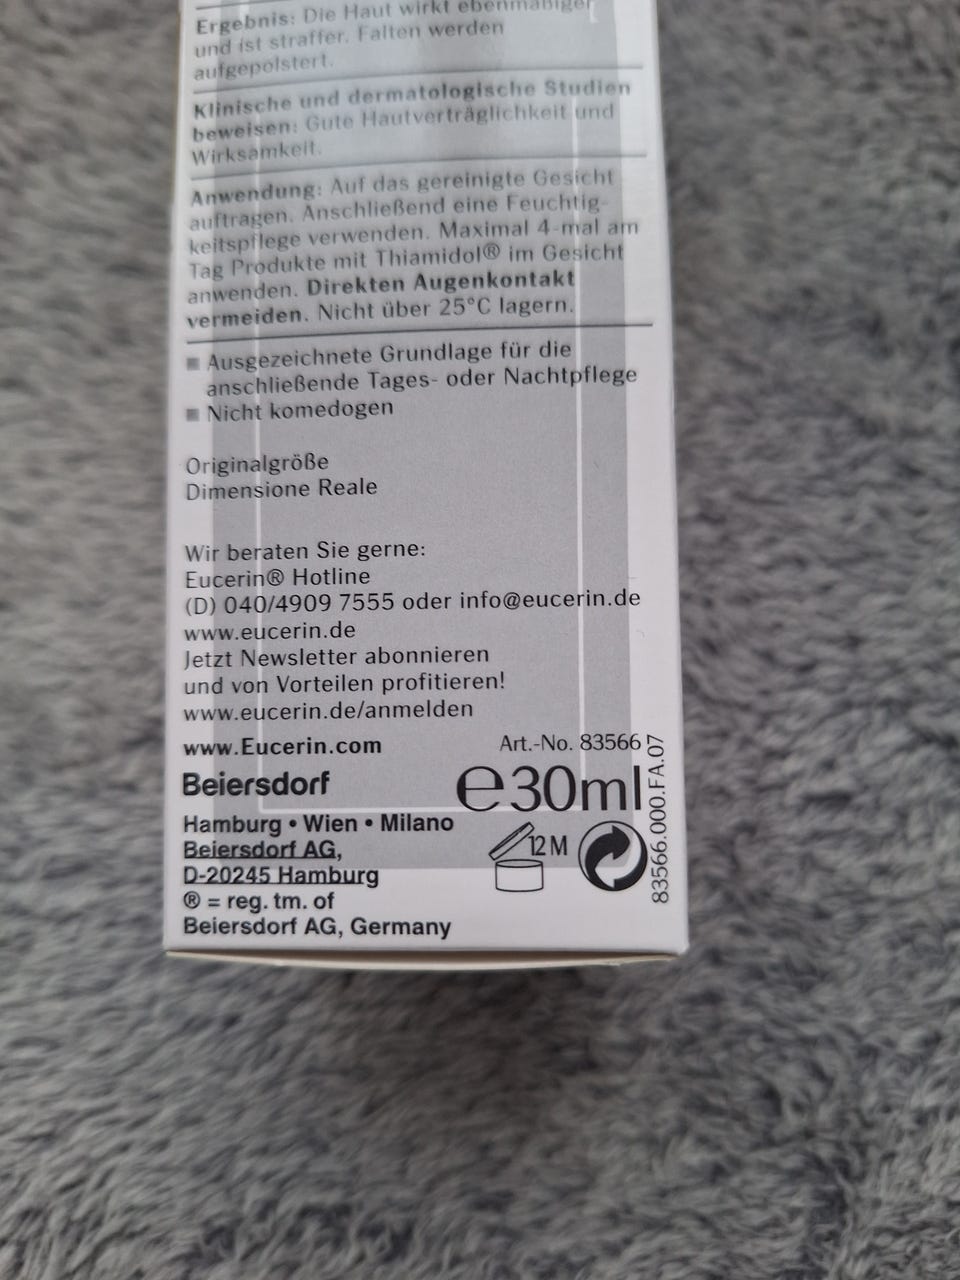 Ergebnis: Die Haut wirkt ebenmäßiger
und ist straffer. Falten werden
aufgepolstert.
Klinische und dermatologische Studien
beweisen: Gute Hautverträglichkeit und
Wirksamkeit.
Anwendung: Auf das gereinigte Gesicht
auftragen. Anschließend eine Feuchtig-
keitspflege verwenden. Maximal 4-mal am
Tag Produkte mit Thiamidol® im Gesicht
anwenden. Direkten Augenkontakt
vermeiden. Nicht über 25°C lagern.
■ Ausgezeichnete Grundlage für die
anschließende Tages- oder Nachtpflege
■ Nicht komedogen
Originalgröße
Dimensione Reale
Wir beraten Sie gerne:
Eucerin® Hotline
(D) 040/4909 7555 oder info@eucerin.de
www.eucerin.de
Jetzt Newsletter abonnieren
und von Vorteilen profitieren!
www.eucerin.de/anmelden
www.Eucerin.com
Art.-No. 83566
Beiersdorf
℮30ml
Hamburg • Wien • Milano
Beiersdorf AG,
D-20245 Hamburg
® = reg. tm. of
Beiersdorf AG, Germany
12 M
83566.000.FA.07